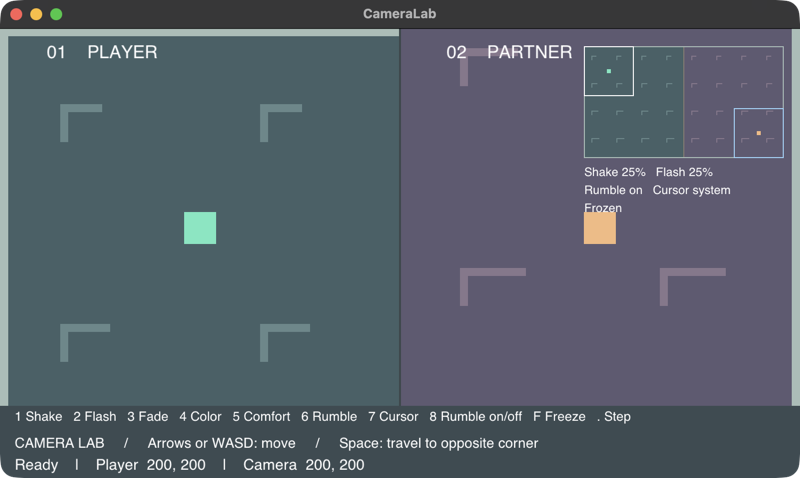 CameraLab
01 PLAYER
02 PARTNER
Shake 25% Flash 25%
Rumble on Cursor system
Frozen
1 Shake 2 Flash 3 Fade 4 Color 5 Comfort 6 Rumble 7 Cursor 8 Rumble on/off F Freeze . Step
CAMERA LAB / Arrows or WASD: move / Space: travel to opposite corner
Ready | Player 200, 200 | Camera 200, 200